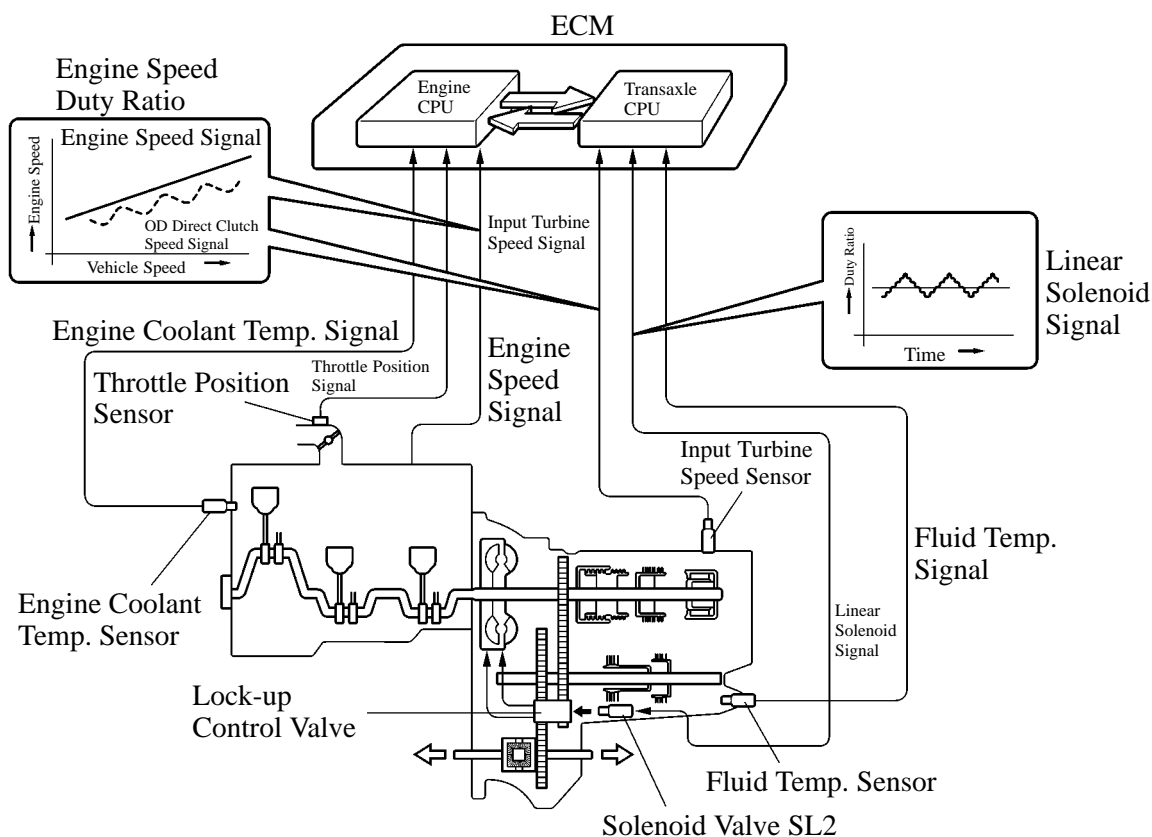 ECM
Engine Speed
Duty Ratio
Engine
CPU
Transaxle
CPU
Engine Speed Signal
Engine Speed
OD Direct Clutch
Speed Signal
Vehicle Speed
Input Turbine
Speed Signal
Duty Ratio
Time
Linear
Solenoid
Signal
Engine Coolant Temp. Signal
Throttle Position
Sensor
Throttle Position
Signal
Engine
Speed
Signal
Input Turbine
Speed Sensor
Fluid Temp.
Signal
Engine Coolant
Temp. Sensor
Linear
Solenoid
Signal
Lock-up
Control Valve
Fluid Temp. Sensor
Solenoid Valve SL2